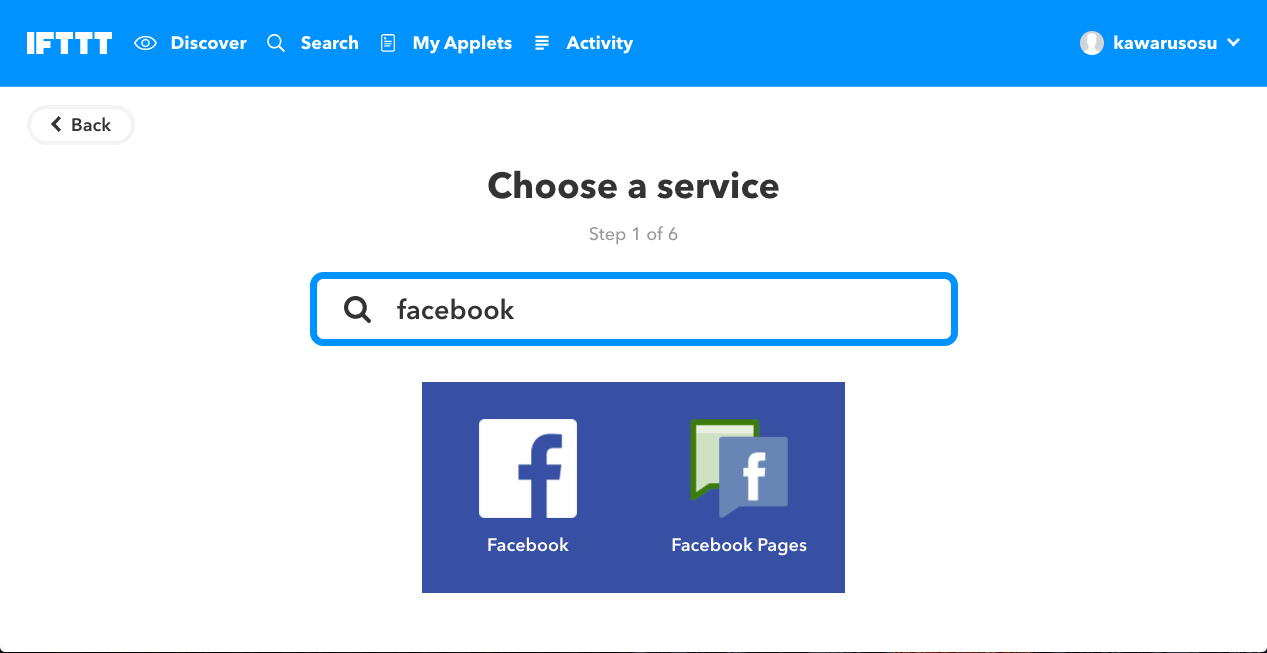 IFTTT Discover Search My Applets Activity kawarusosu
Back
Choose a service
Step 1 of 6
facebook
Facebook Facebook Pages